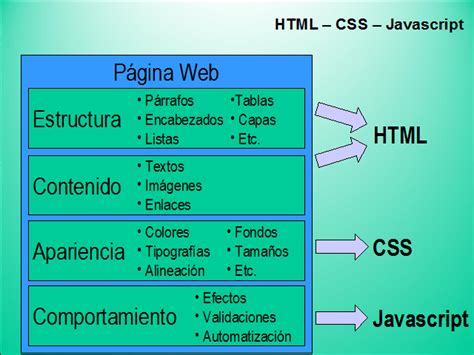 HTML – CSS – Javascript
Página Web
Estructura
• Párrafos •Tablas
• Encabezados • Capas
• Listas • Etc.
HTML
Contenido
• Textos
• Imágenes
• Enlaces
Apariencia
• Colores • Fondos
• Tipografías • Tamaños
• Alineación • Etc.
CSS
Comportamiento
• Efectos
• Validaciones
• Automatización
Javascript